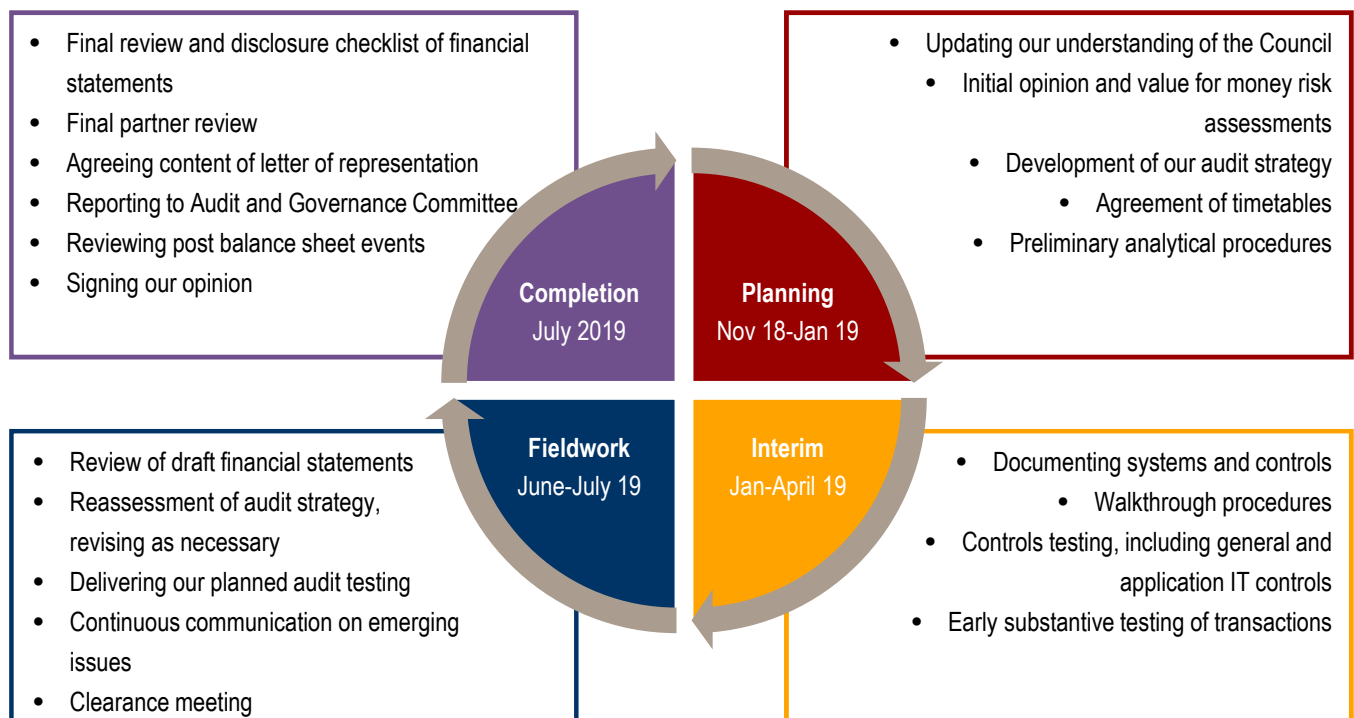 • Final review and disclosure checklist of financial
statements
• Final partner review
• Agreeing content of letter of representation
• Reporting to Audit and Governance Committee
• Reviewing post balance sheet events
• Signing our opinion
Completion
July 2019
• Updating our understanding of the Council
• Initial opinion and value for money risk
assessments
• Development of our audit strategy
• Agreement of timetables
• Preliminary analytical procedures
Planning
Nov 18-Jan 19
• Review of draft financial statements
• Reassessment of audit strategy,
revising as necessary
• Delivering our planned audit testing
• Continuous communication on emerging
issues
• Clearance meeting
Fieldwork
June-July 19
Interim
Jan-April 19
• Documenting systems and controls
• Walkthrough procedures
• Controls testing, including general and
application IT controls
• Early substantive testing of transactions